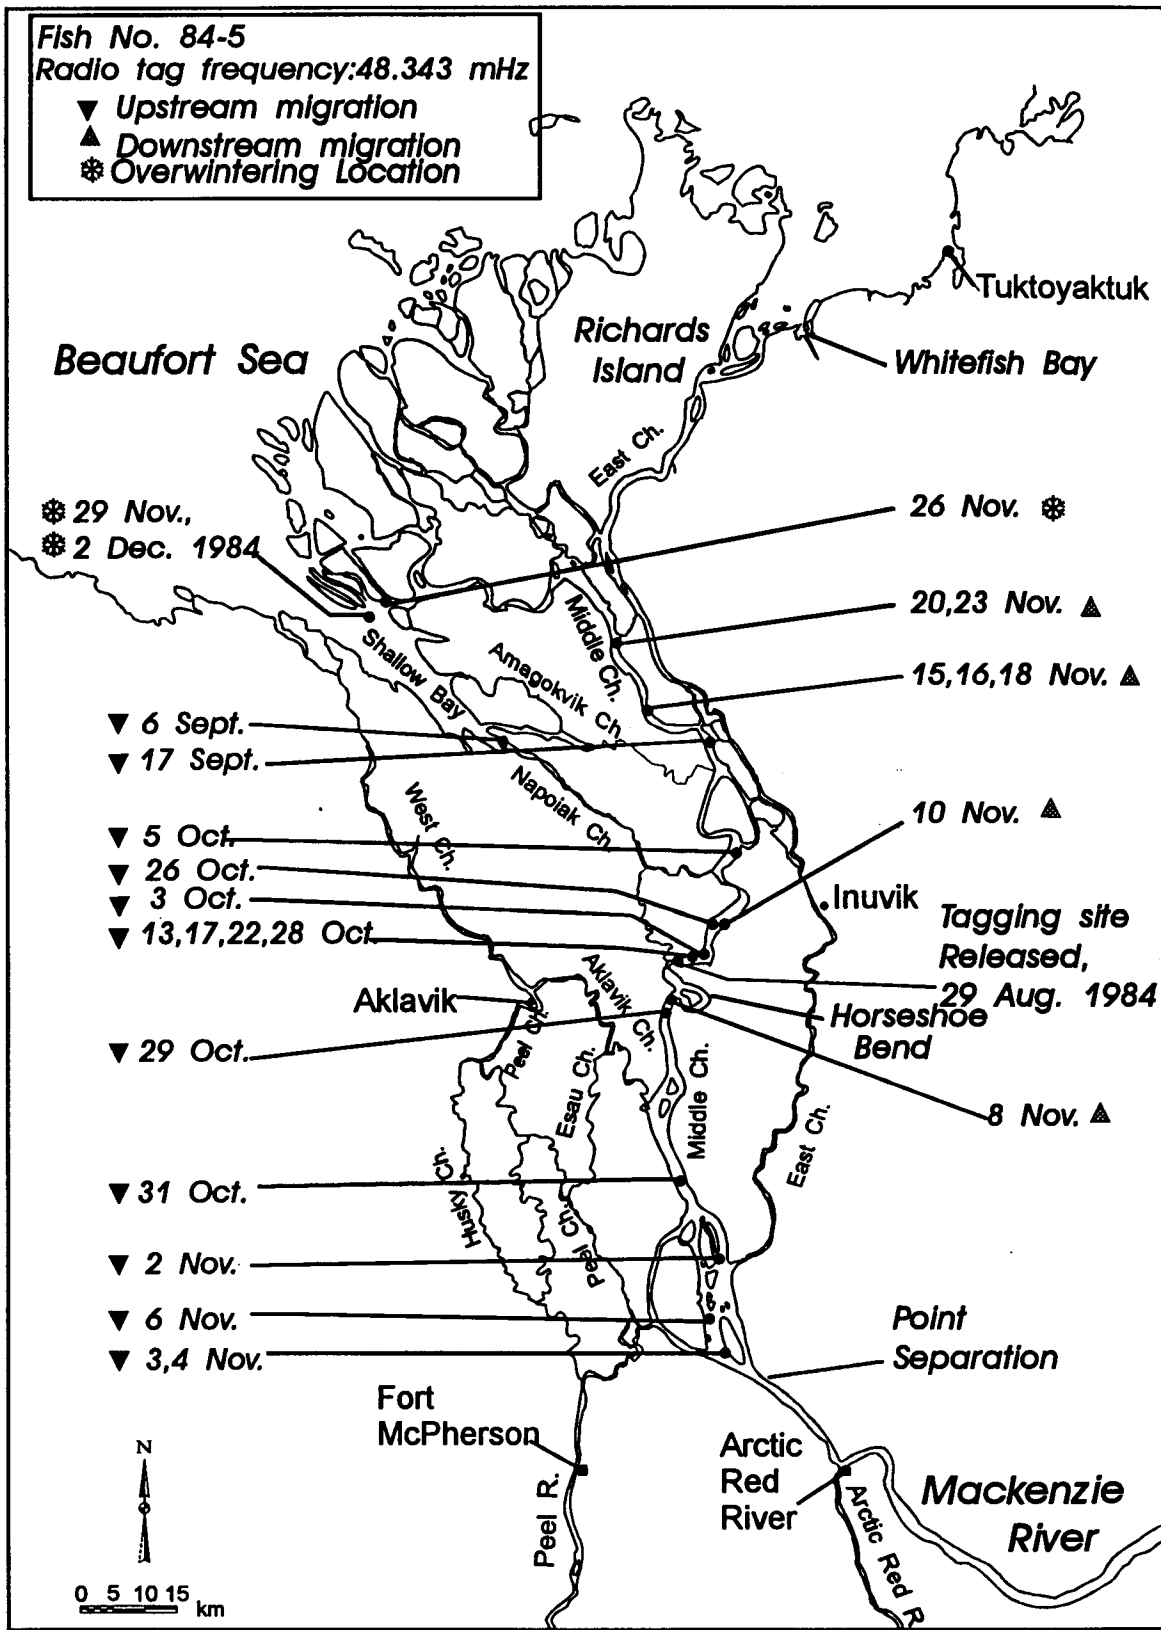 Fish No. 84-5
Radio tag frequency:48.343 mHz
▼ Upstream migration
▲ Downstream migration
❄ Overwintering Location
Tuktoyaktuk
Richards
Island
Beaufort Sea
Whitefish Bay
East Ch.
❄ 29 Nov.,
❄ 2 Dec. 1984
26 Nov. ❄
20,23 Nov. ▲
Middle Ch.
Shallow Bay
Amagokvik Ch.
15,16,18 Nov. ▲
▼ 6 Sept.
▼ 17 Sept.
Napoiak Ch.
West Ch.
10 Nov. ▲
▼ 5 Oct.
▼ 26 Oct.
▼ 3 Oct.
▼ 13,17,22,28 Oct.
Inuvik
Tagging site
Released,
29 Aug. 1984
Aklavik Ch.
Aklavik
Peel Ch.
Horseshoe
Bend
▼ 29 Oct.
Esau Ch.
Middle Ch.
8 Nov. ▲
East Ch.
Husky Ch.
▼ 31 Oct.
Peel Ch.
▼ 2 Nov.
▼ 6 Nov.
▼ 3,4 Nov.
Point
Separation
Fort
McPherson
Arctic
Red
River
Mackenzie
River
Peel R.
Arctic Red R
N
0 5 10 15
km